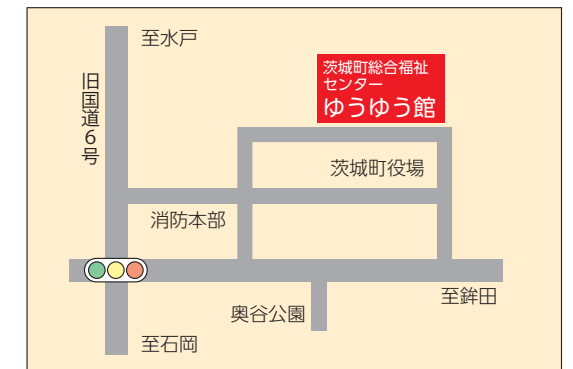 至水戸
旧国道6号
茨城町総合福祉
センター
ゆうゆう館
茨城町役場
消防本部
至鉾田
奥谷公園
至石岡